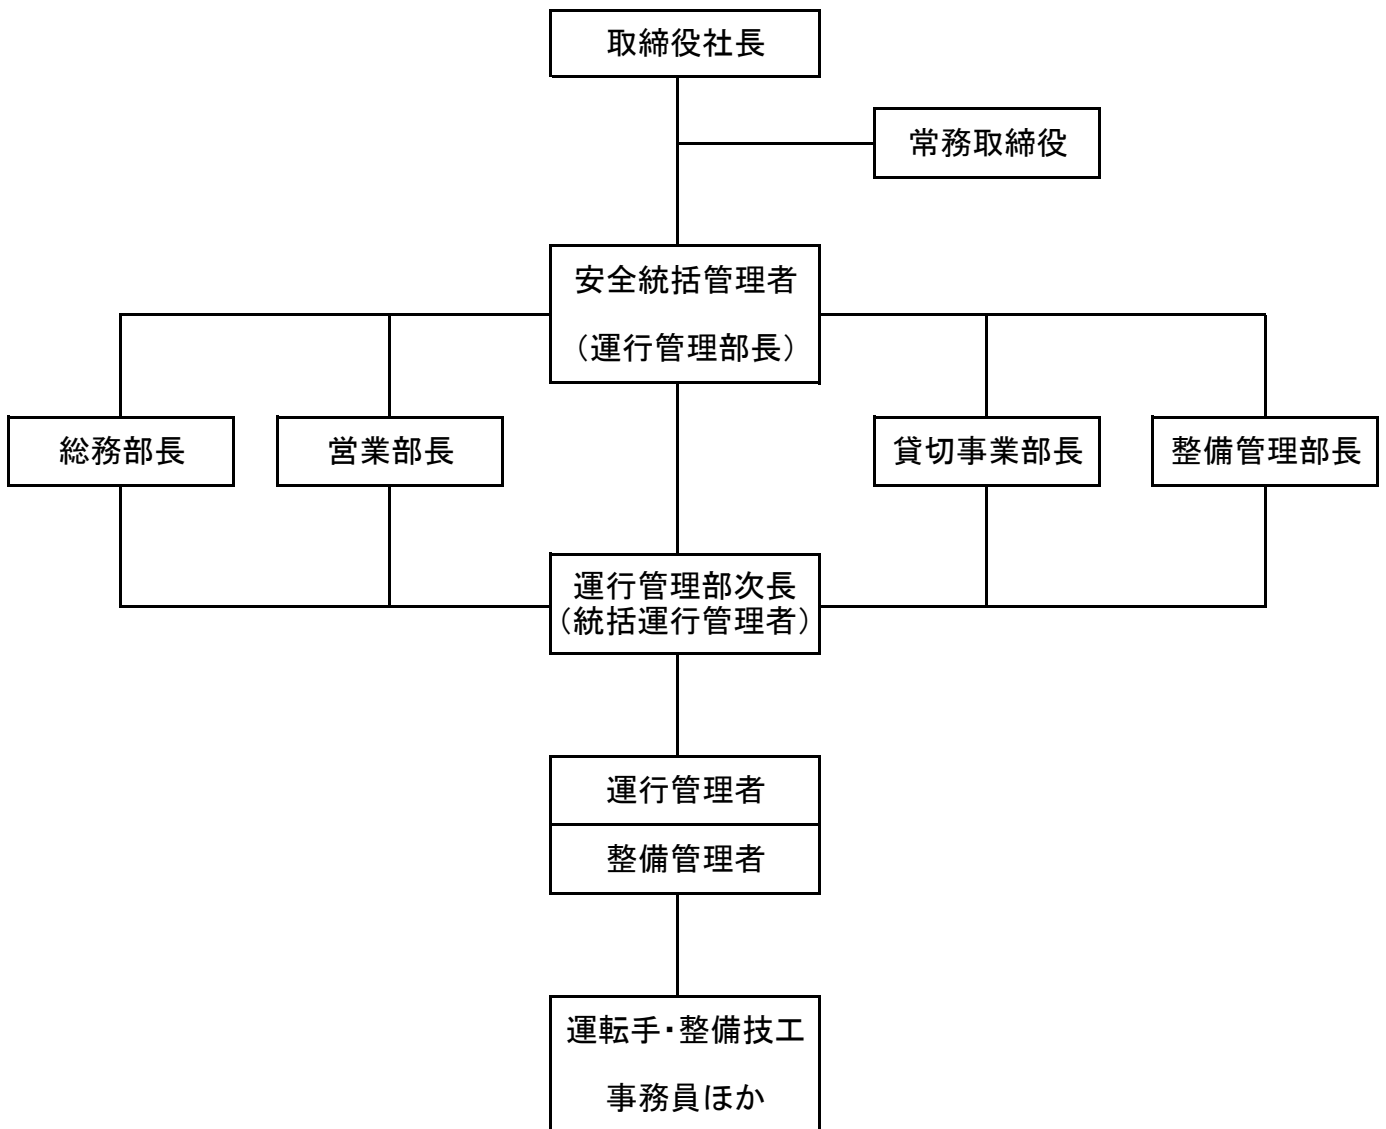 取締役社長
常務取締役
安全統括管理者
（運行管理部長）
総務部長
営業部長
貸切事業部長
整備管理部長
運行管理部次長
（統括運行管理者）
運行管理者
整備管理者
運転手・整備技工
事務員ほか